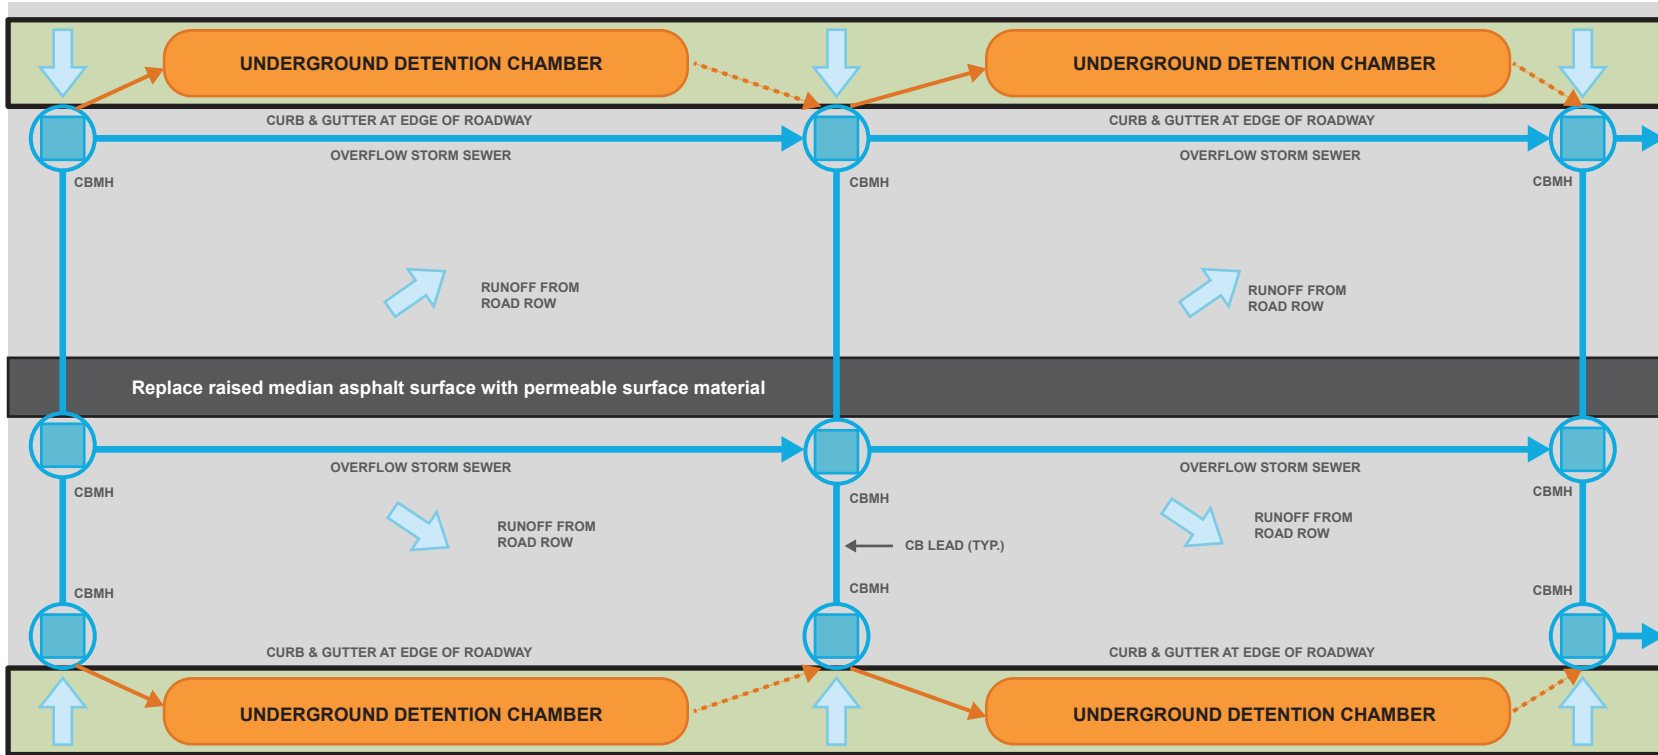 UNDERGROUND DETENTION CHAMBER
UNDERGROUND DETENTION CHAMBER
CURB & GUTTER AT EDGE OF ROADWAY
CURB & GUTTER AT EDGE OF ROADWAY
OVERFLOW STORM SEWER
OVERFLOW STORM SEWER
CBMH
CBMH
CBMH
RUNOFF FROM
ROAD ROW
RUNOFF FROM
ROAD ROW
Replace raised median asphalt surface with permeable surface material
OVERFLOW STORM SEWER
OVERFLOW STORM SEWER
CBMH
CBMH
CBMH
RUNOFF FROM
ROAD ROW
RUNOFF FROM
ROAD ROW
CB LEAD (TYP.)
CBMH
CBMH
CBMH
CURB & GUTTER AT EDGE OF ROADWAY
CURB & GUTTER AT EDGE OF ROADWAY
UNDERGROUND DETENTION CHAMBER
UNDERGROUND DETENTION CHAMBER